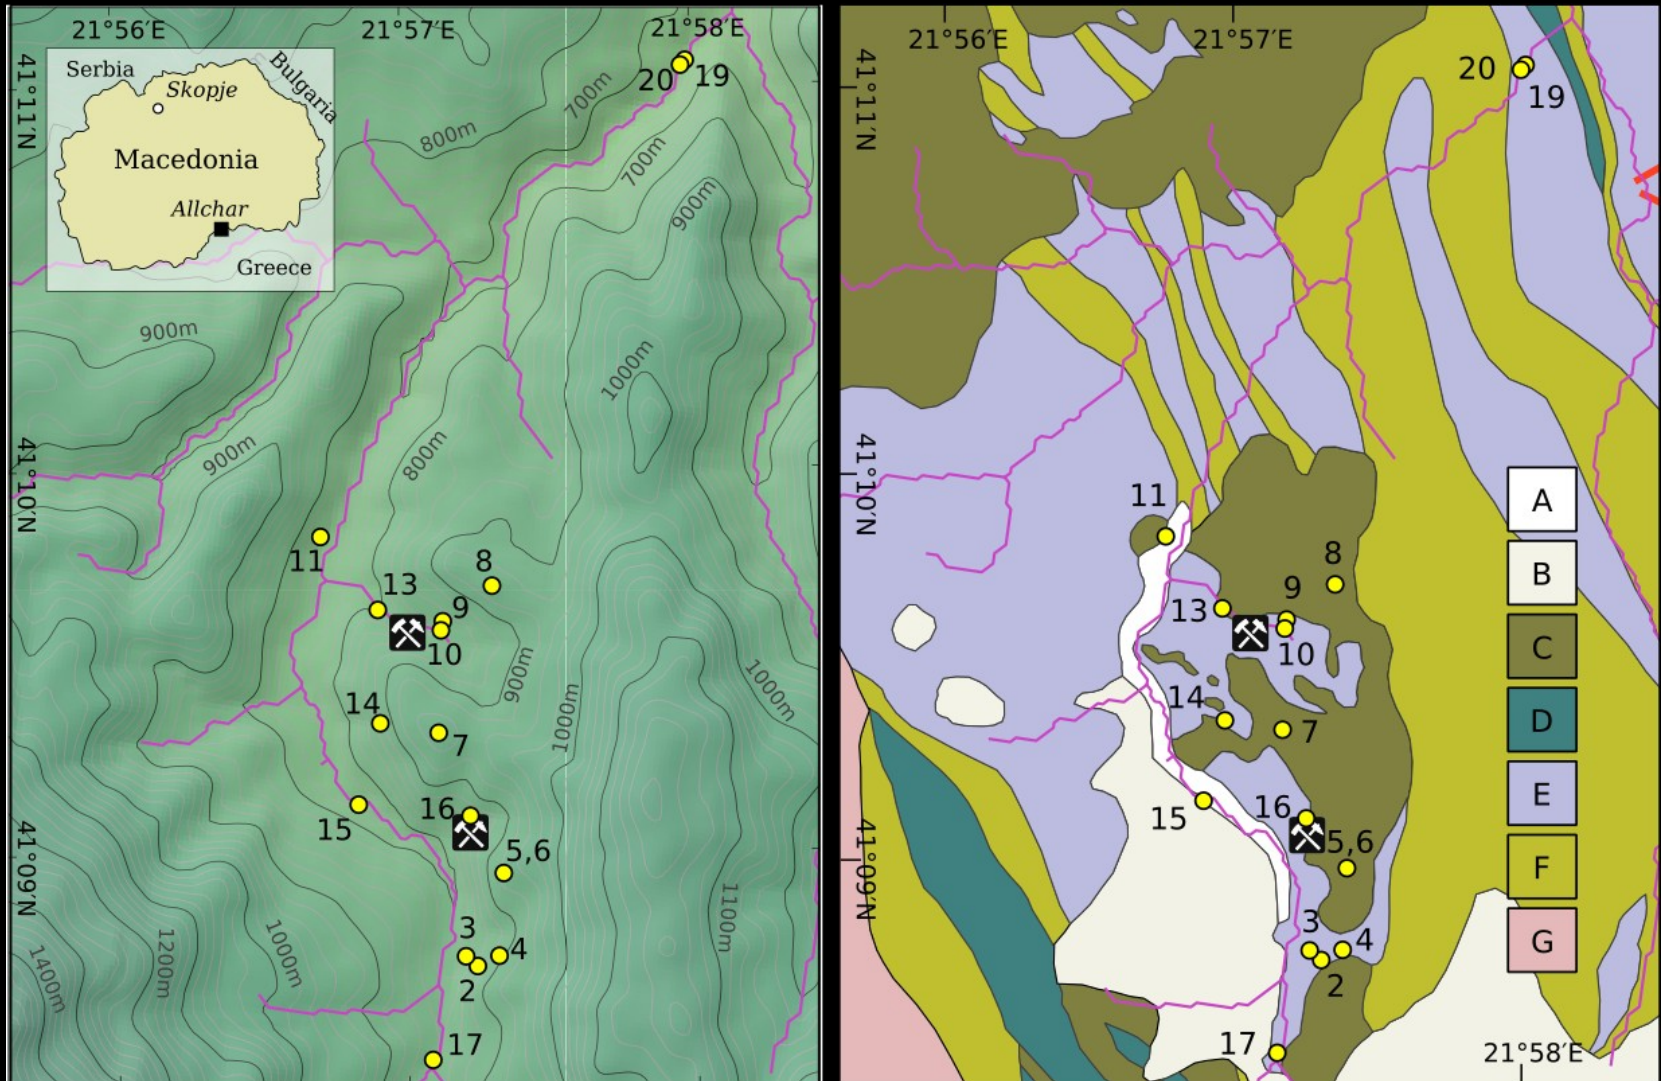 21°56′E
21°57′E
21°58′E
41°11′N
41°10′N
41°09′N
Serbia
Bulgaria
Skopje
Macedonia
Allchar
Greece
20
19
700m
800m
700m
900m
900m
1000m
900m
800m
11
8
13
9
10
900m
1000m
1000m
14
7
16
15
5,6
3
4
2
1100m
1000m
1200m
1400m
17
21°56′E
21°57′E
41°11′N
41°10′N
41°09′N
20
19
11
8
9
13
10
14
7
16
15
5,6
3
4
2
17
A
B
C
D
E
F
G
21°58′E